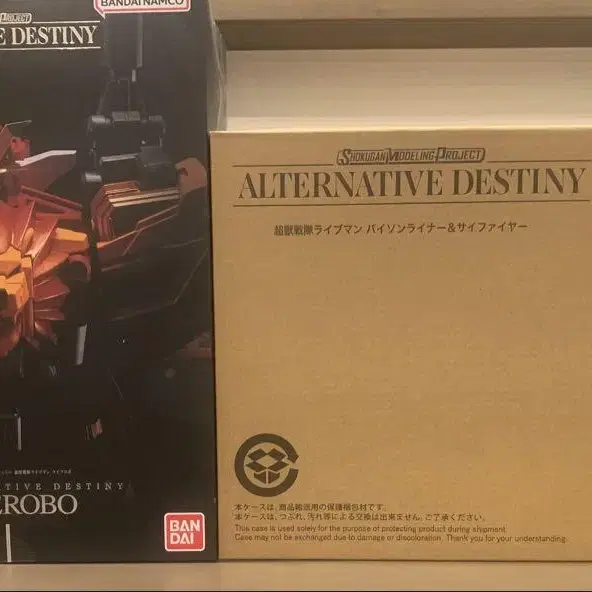 BANDAI NAMCO
PROJECT
E DESTINY
ATIVE DESTINY
EROBO
BAN
DAI
SHOKUGAN MODELING PROJECT
ALTERNATIVE DESTINY
超獣戦隊ライブマン バイソンライナー&サイファイヤー
本ケースは、商品輸送用の保護梱包材です。
本ケースは、つぶれ、汚れ等による交換は出来ません。ご了承ください。
This case is used solely for the purpose of protecting product during shipment.
Case may not be exchanged due to damage or discoloration. Thank you for your understanding.